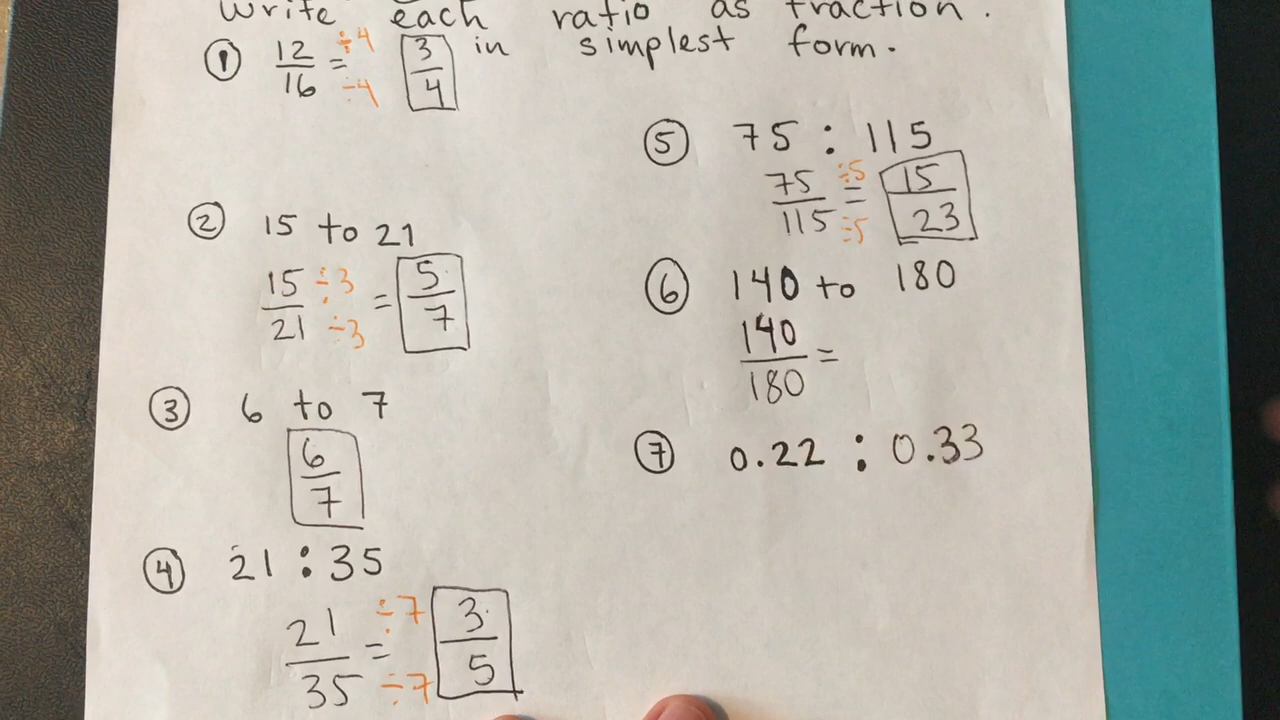 Write each ratio as fraction.
in simplest form.
① 12/16 = ÷4 ÷4 3/4
② 15 to 21
15/21 ÷3 ÷3 = 5/7
③ 6 to 7
6/7
④ 21 : 35
21/35 = ÷7 ÷7 3/5
⑤ 75 : 115
75/115 = ÷5 ÷5 15/23
⑥ 140 to 180
140/180 =
⑦ 0.22 : 0.33